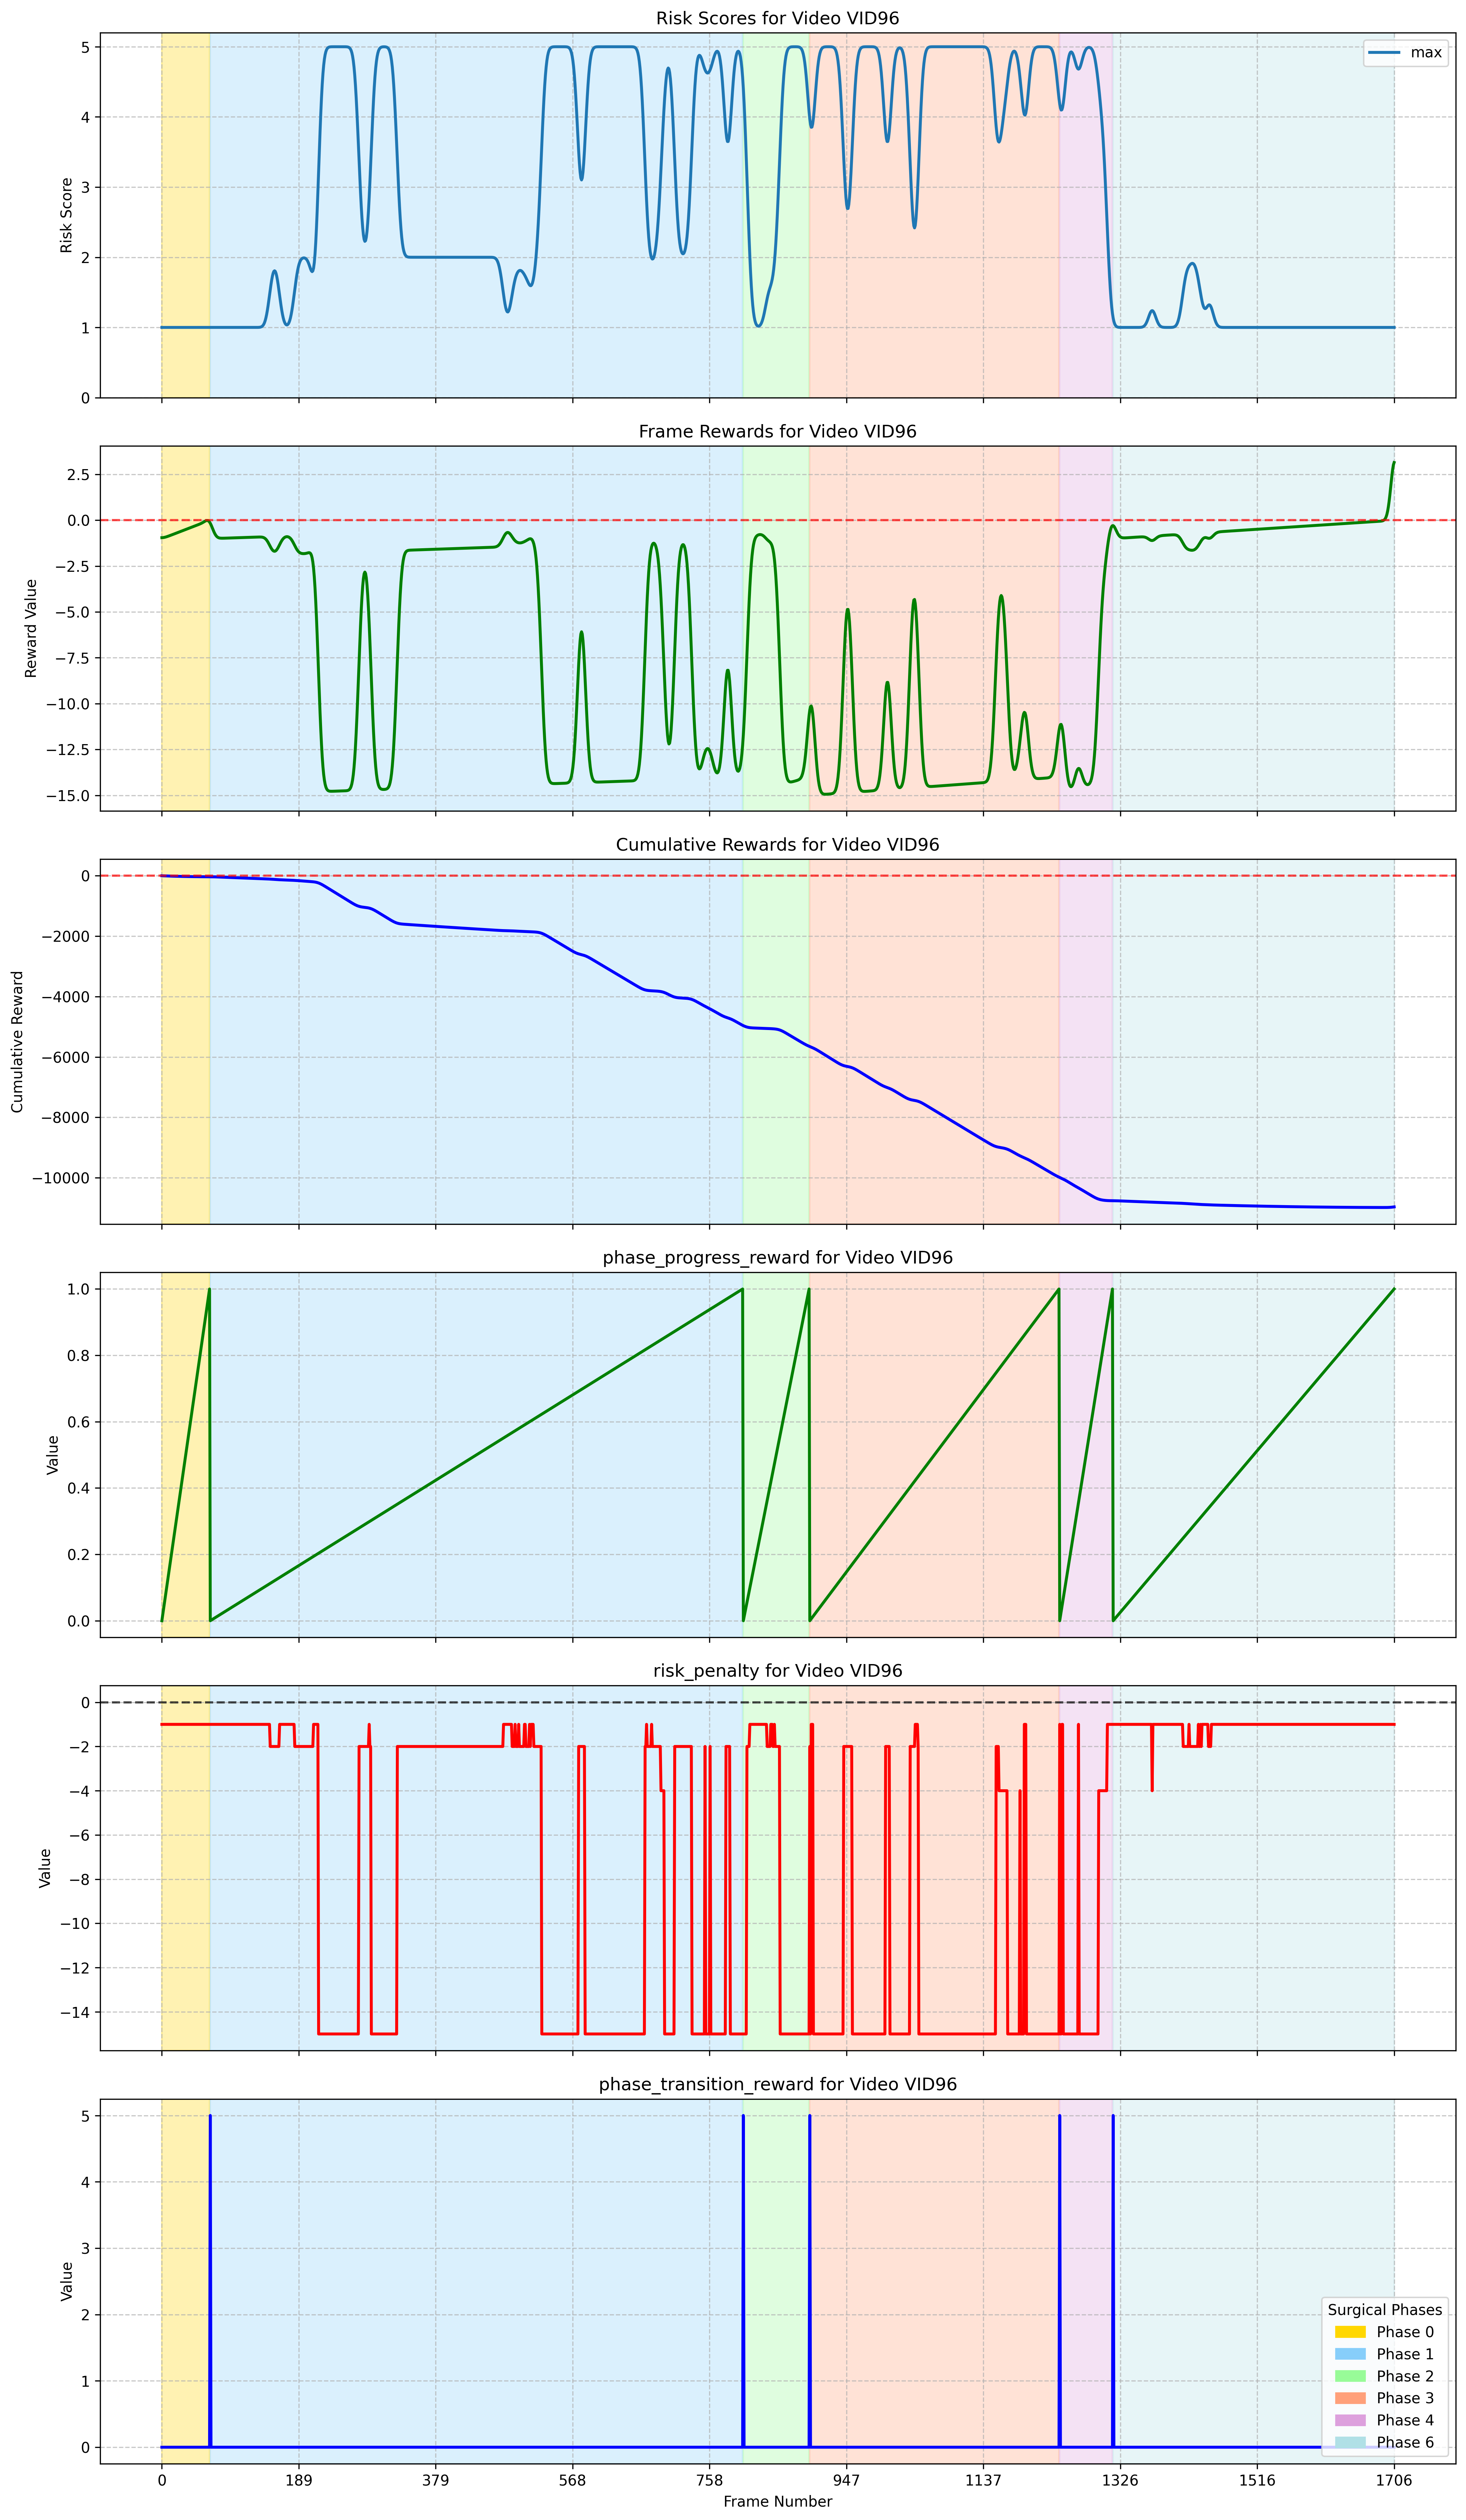 Risk Scores for Video VID96
max
5
4
3
2
1
0
Risk Score
Frame Rewards for Video VID96
2.5
0.0
−2.5
−5.0
−7.5
−10.0
−12.5
−15.0
Reward Value
Cumulative Rewards for Video VID96
0
−2000
−4000
−6000
−8000
−10000
Cumulative Reward
phase_progress_reward for Video VID96
1.0
0.8
0.6
0.4
0.2
0.0
Value
risk_penalty for Video VID96
0
−2
−4
−6
−8
−10
−12
−14
Value
phase_transition_reward for Video VID96
5
4
3
2
1
0
Value
Surgical Phases
Phase 0
Phase 1
Phase 2
Phase 3
Phase 4
Phase 6
0 189 379 568 758 947 1137 1326 1516 1706
Frame Number